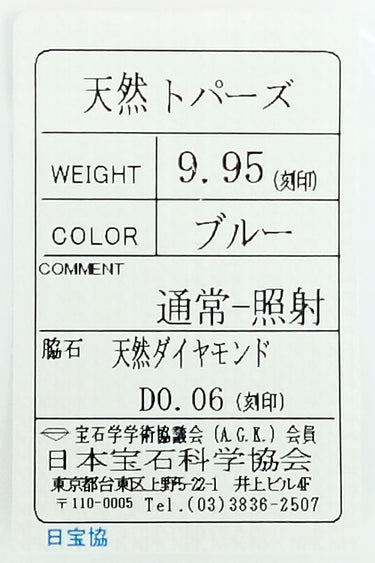 天然トパーズ
WEIGHT 9.95 (刻印)
COLOR ブルー
COMMENT
通常-照射
脇石 天然ダイヤモンド
D0.06 (刻印)
宝石学学術協議会 (A.G.K.) 会員
日本宝石科学協会
東京都台東区上野5-22-1 井上ビル4F
〒110-0005 Tel.(03)3836-2507
日宝協